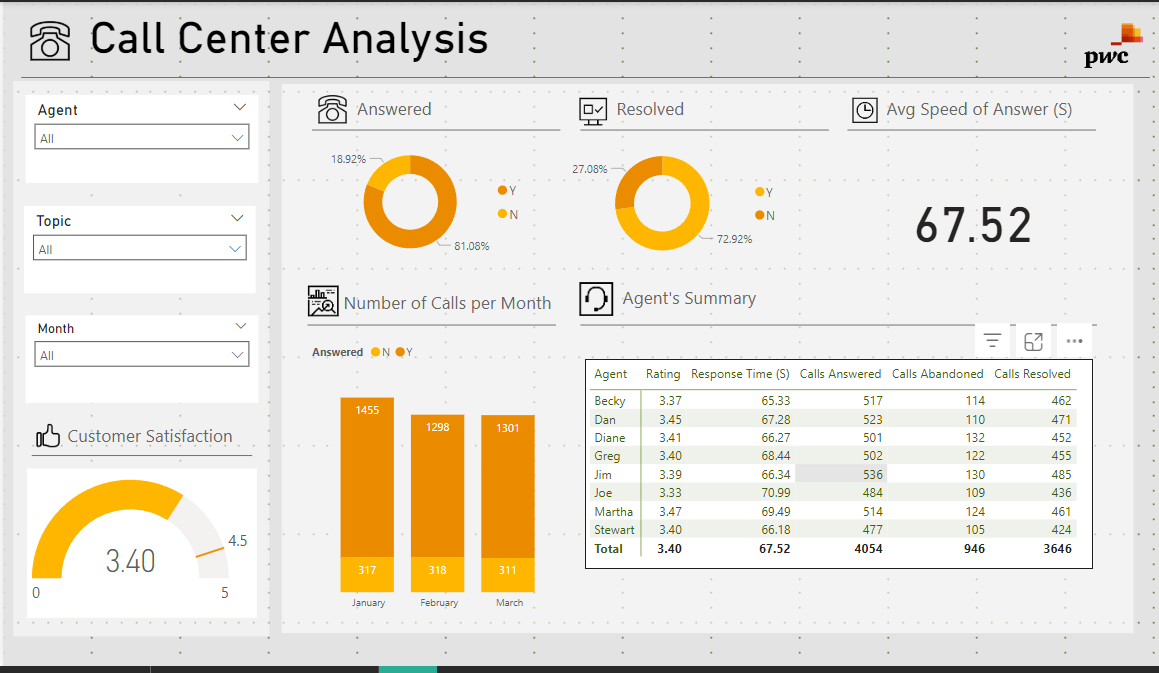 Call Center Analysis
pwc
Agent
All
Topic
All
Month
All
Customer Satisfaction
3.40
4.5
0
5
Answered
18.92%
81.08%
Y
N
Resolved
27.08%
72.92%
Y
N
Avg Speed of Answer (S)
67.52
Number of Calls per Month
Answered N Y
1455 1298 1301
317 318 311
January February March
Agent's Summary
Agent Rating Response Time (S) Calls Answered Calls Abandoned Calls Resolved
Becky 3.37 65.33 517 114 462
Dan 3.45 67.28 523 110 471
Diane 3.41 66.27 501 132 452
Greg 3.40 68.44 502 122 455
Jim 3.39 66.34 536 130 485
Joe 3.33 70.99 484 109 436
Martha 3.47 69.49 514 124 461
Stewart 3.40 66.18 477 105 424
Total 3.40 67.52 4054 946 3646